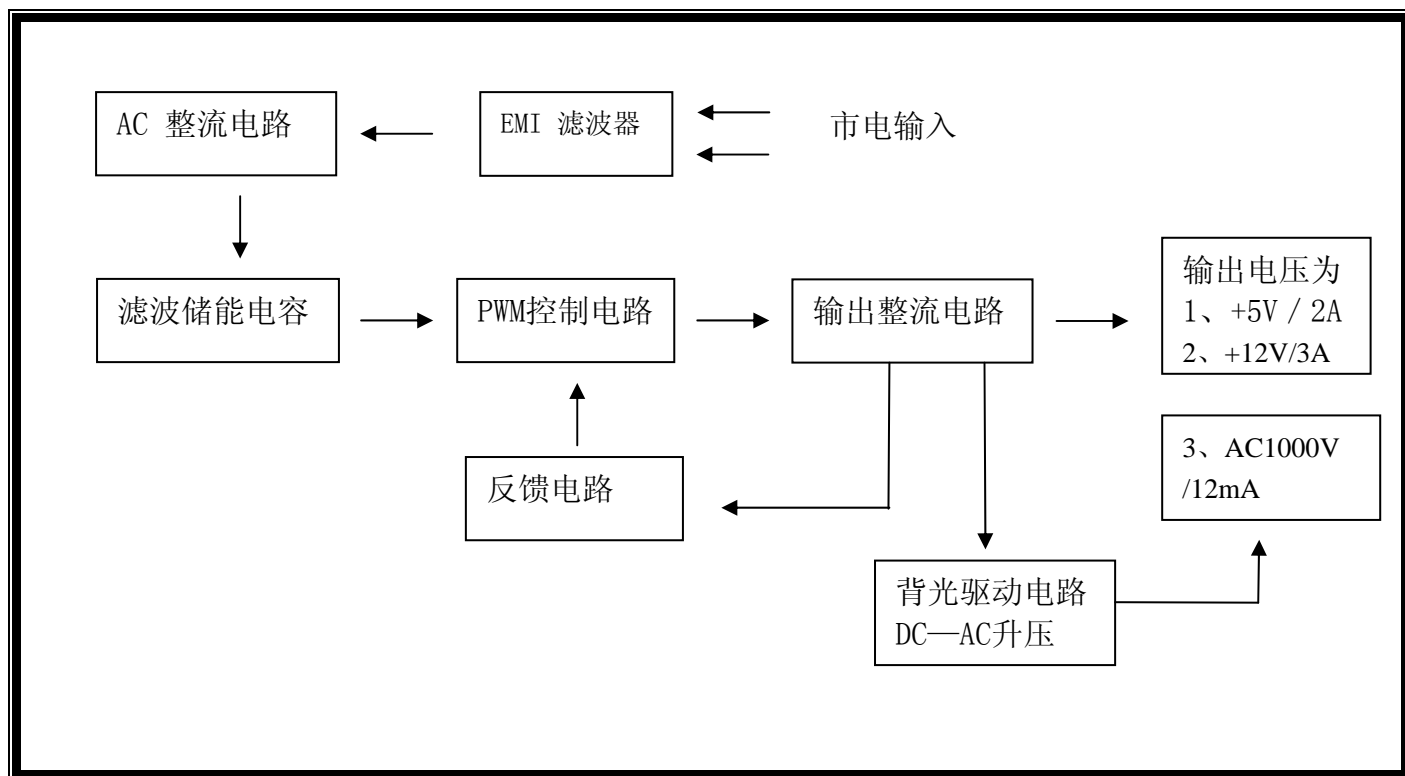 AC 整流电路
EMI 滤波器
市电输入
滤波储能电容
PWM控制电路
输出整流电路
输出电压为
1、+5V／2A
2、+12V/3A
反馈电路
3、AC1000V
/12mA
背光驱动电路
DC—AC升压